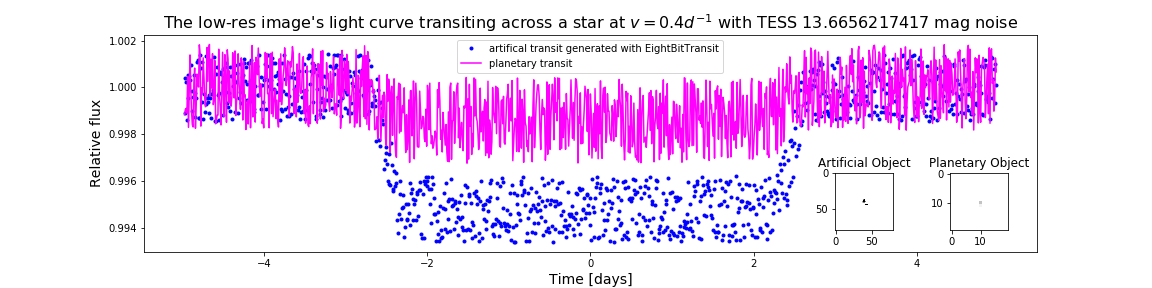 The low-res image's light curve transiting across a star at v = 0.4d⁻¹ with TESS 13.6656217417 mag noise
artifical transit generated with EightBitTransit
planetary transit
Relative flux
1.002
1.000
0.998
0.996
0.994
Artificial Object
0
50
0
50
Planetary Object
0
10
0
10
−4
−2
0
2
4
Time [days]